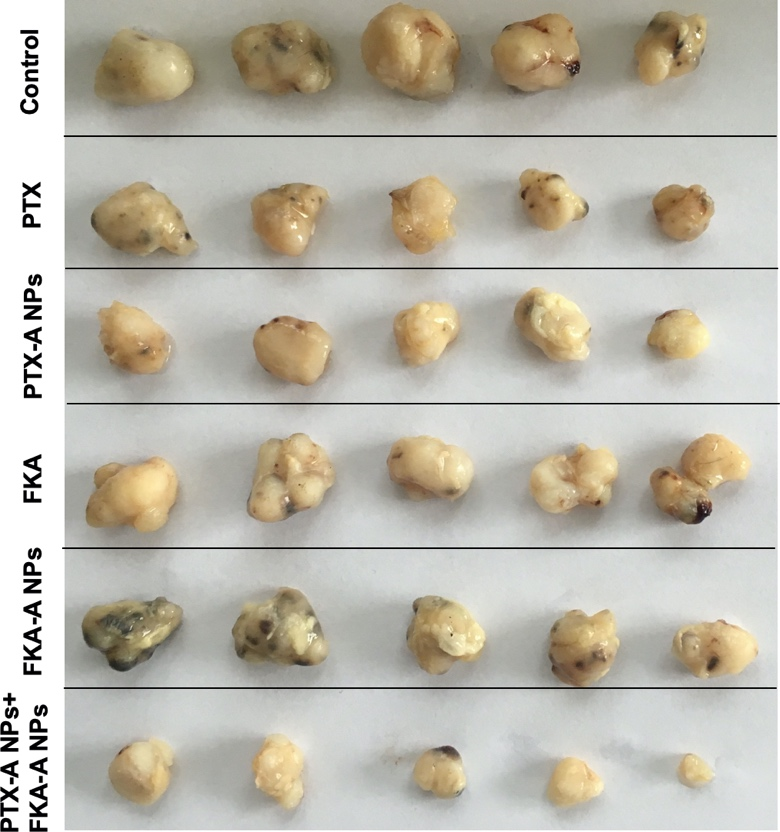 Control
PTX
PTX-A NPs
FKA
FKA-A NPs
PTX-A NPs+
FKA-A NPs